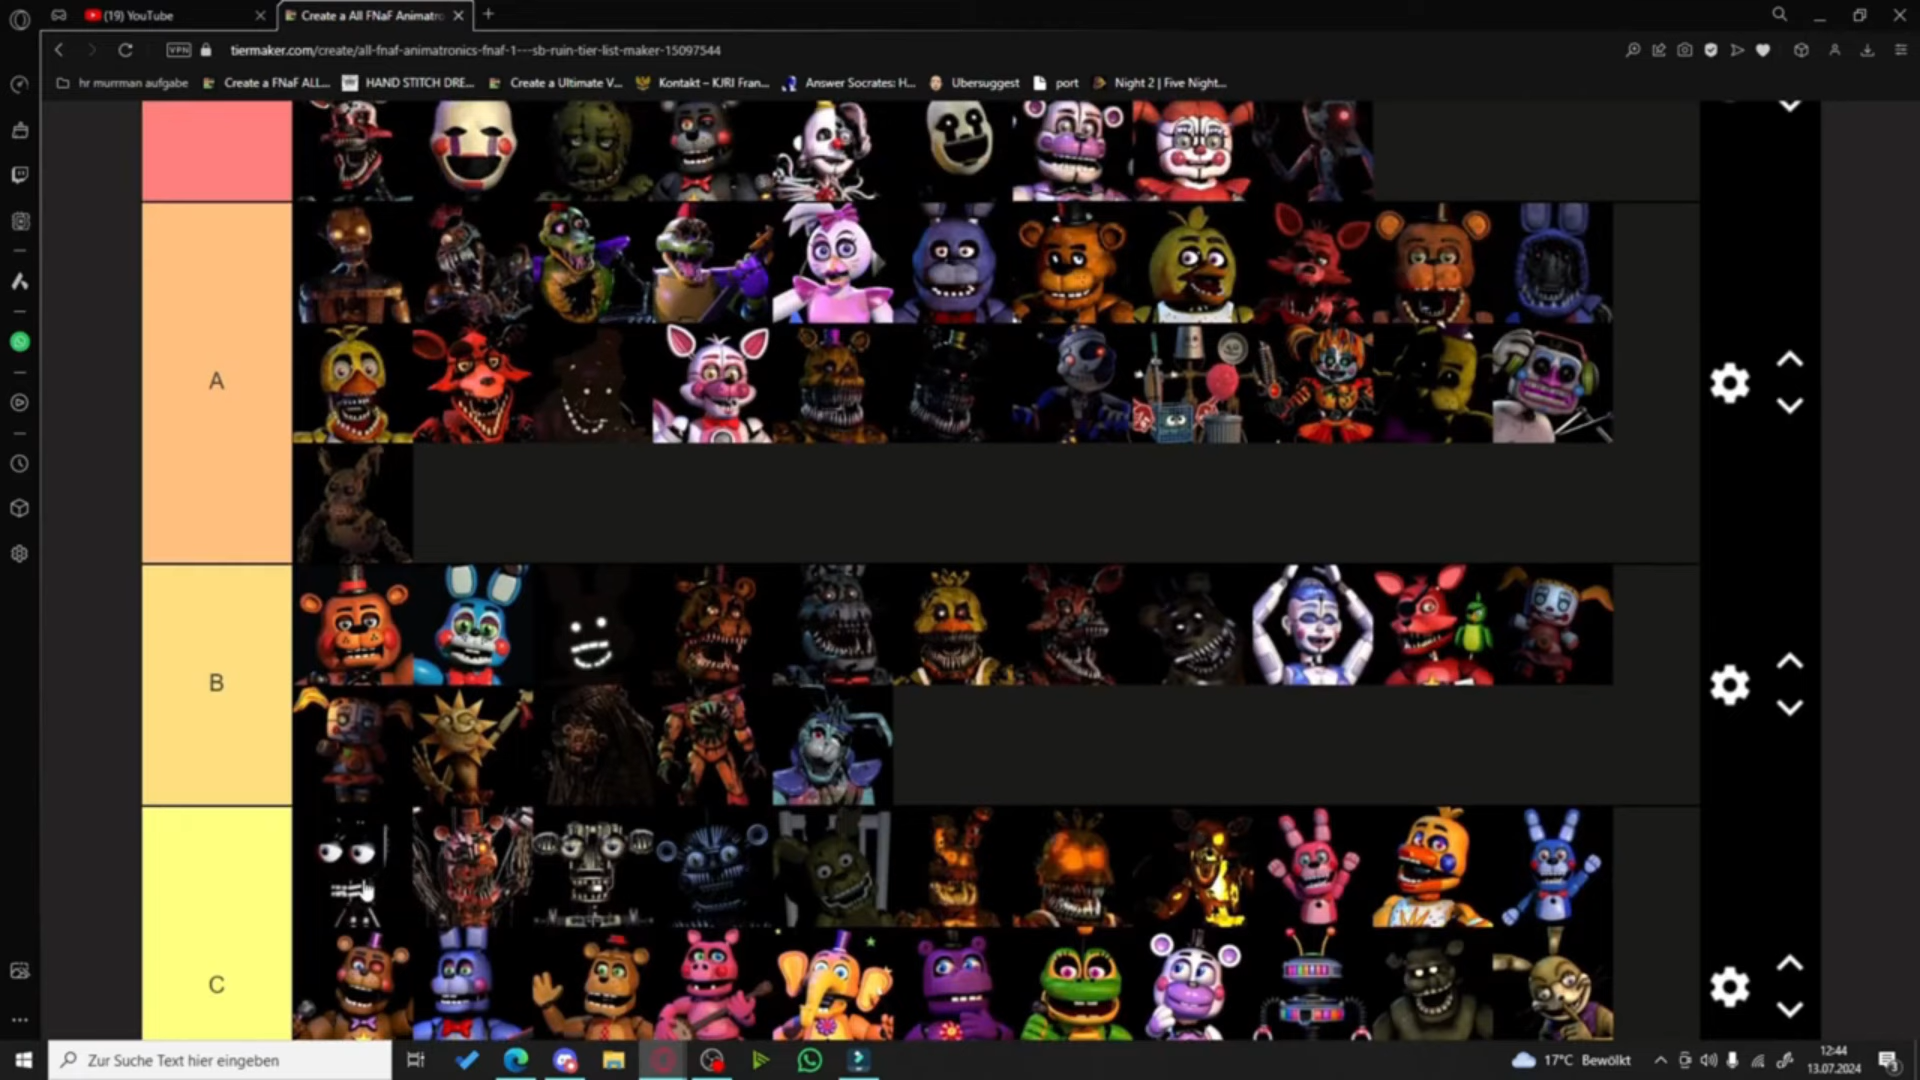 (19) YouTube
Create a All FNaF Animatro
tiermaker.com/create/all-fnaf-animatronics-fnaf-1---sb-ruin-tier-list-maker-15097544
VPN
hr murrman aufgabe
Create a FNaF ALL...
HAND STITCH DRE...
Create a Ultimate V...
Kontakt – KJRI Fran...
Answer Socrates: H...
Ubersuggest
port
Night 2 | Five Night...
A
B
C
Zur Suche Text hier eingeben
17°C Bewölkt
12:44
13.07.2024
3